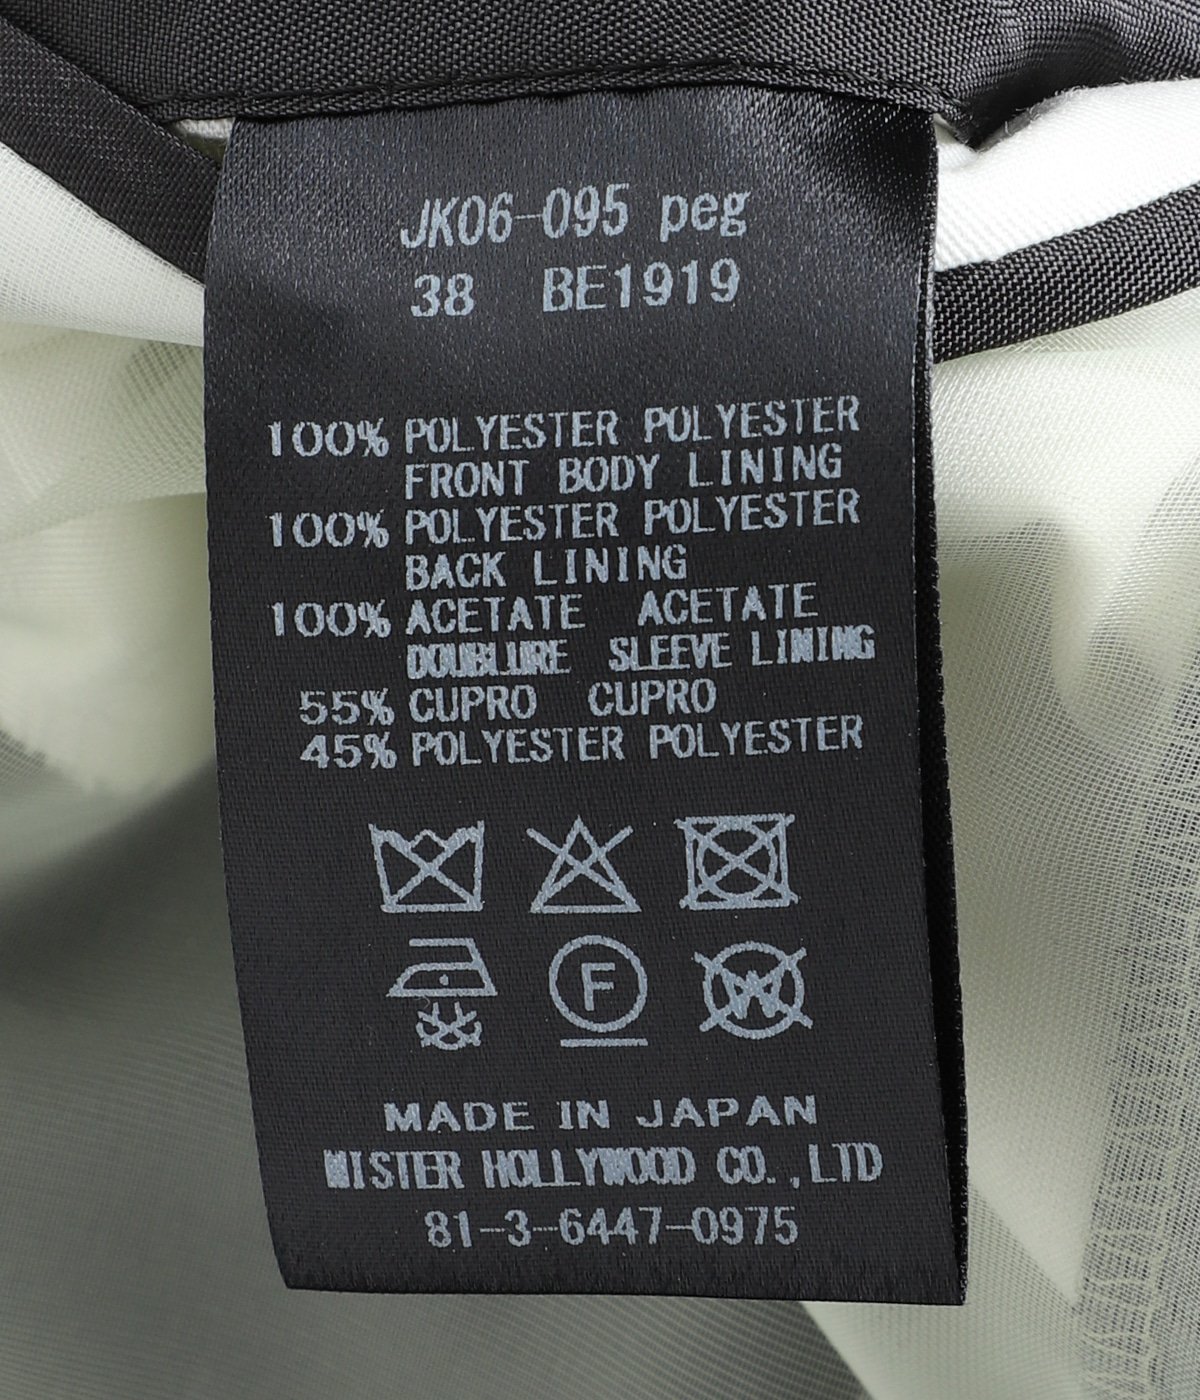 JK06-095 peg
38 BE1919
100% POLYESTER POLYESTER
FRONT BODY LINING
100% POLYESTER POLYESTER
BACK LINING
100% ACETATE ACETATE
DOUBLURE SLEEVE LINING
55% CUPRO CUPRO
45% POLYESTER POLYESTER
F
W
MADE IN JAPAN
MISTER HOLLYWOOD CO.,LTD
81-3-6447-0975